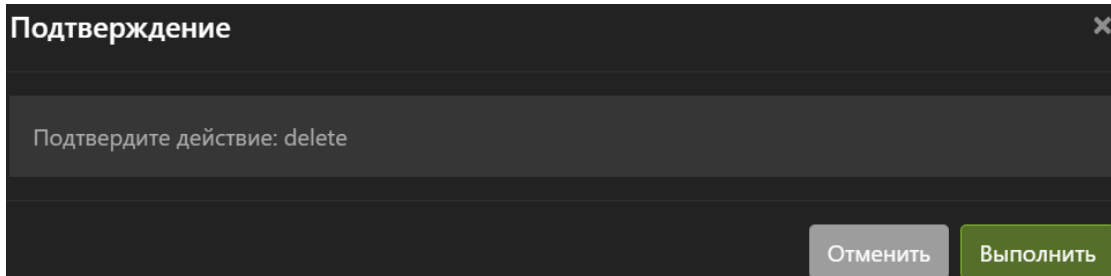 Подтверждение
Подтвердите действие: delete
Отменить Выполнить